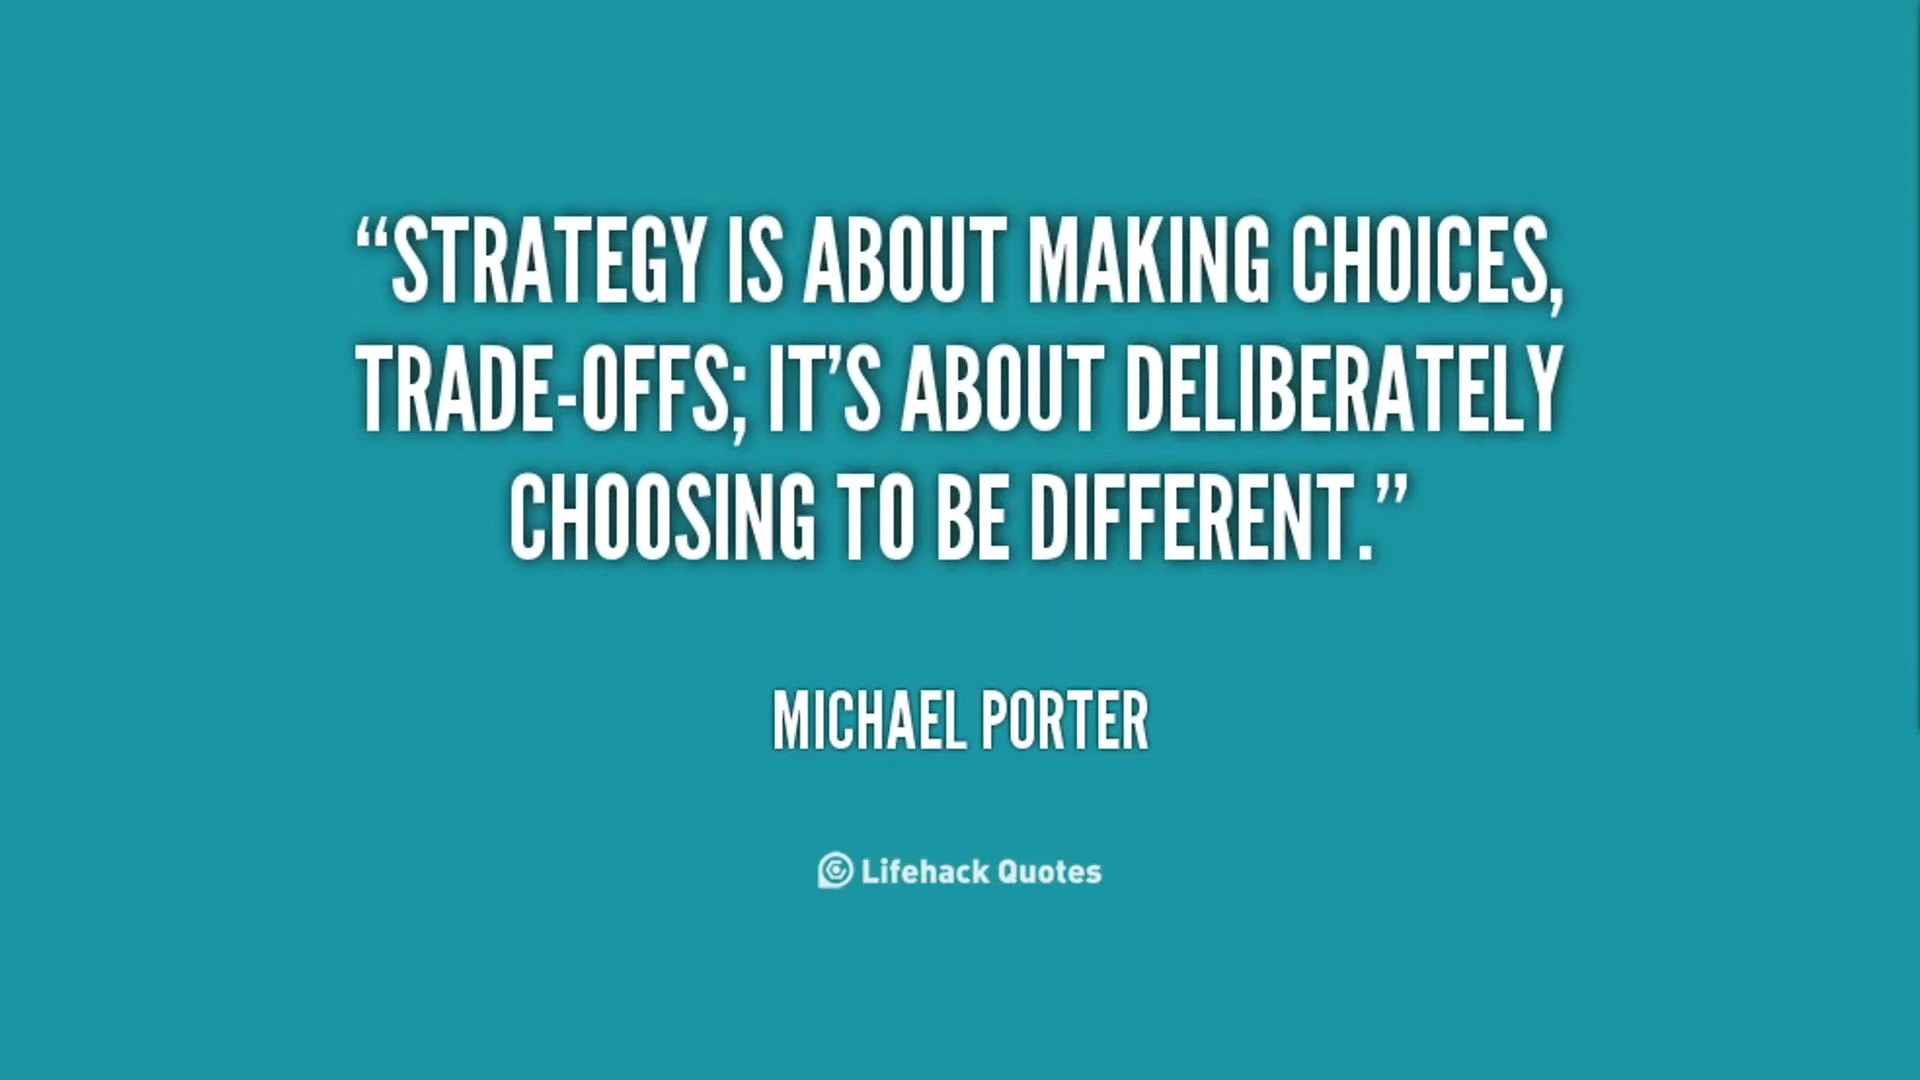 “STRATEGY IS ABOUT MAKING CHOICES,
TRADE-OFFS; IT’S ABOUT DELIBERATELY
CHOOSING TO BE DIFFERENT.”
MICHAEL PORTER
Lifehack Quotes